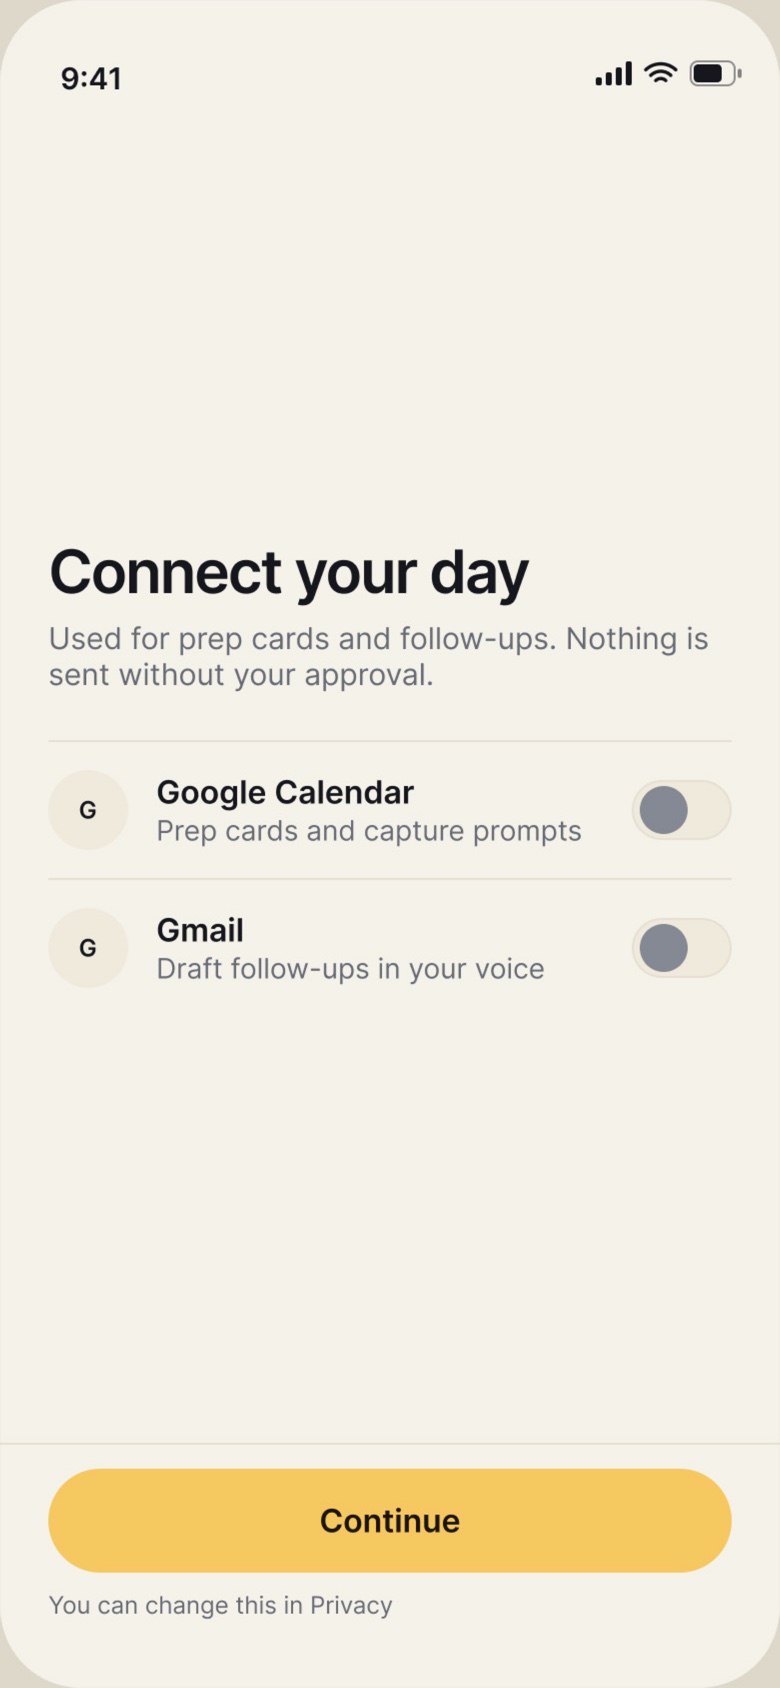 9:41
Connect your day
Used for prep cards and follow-ups. Nothing is
sent without your approval.
G
Google Calendar
Prep cards and capture prompts
G
Gmail
Draft follow-ups in your voice
Continue
You can change this in Privacy